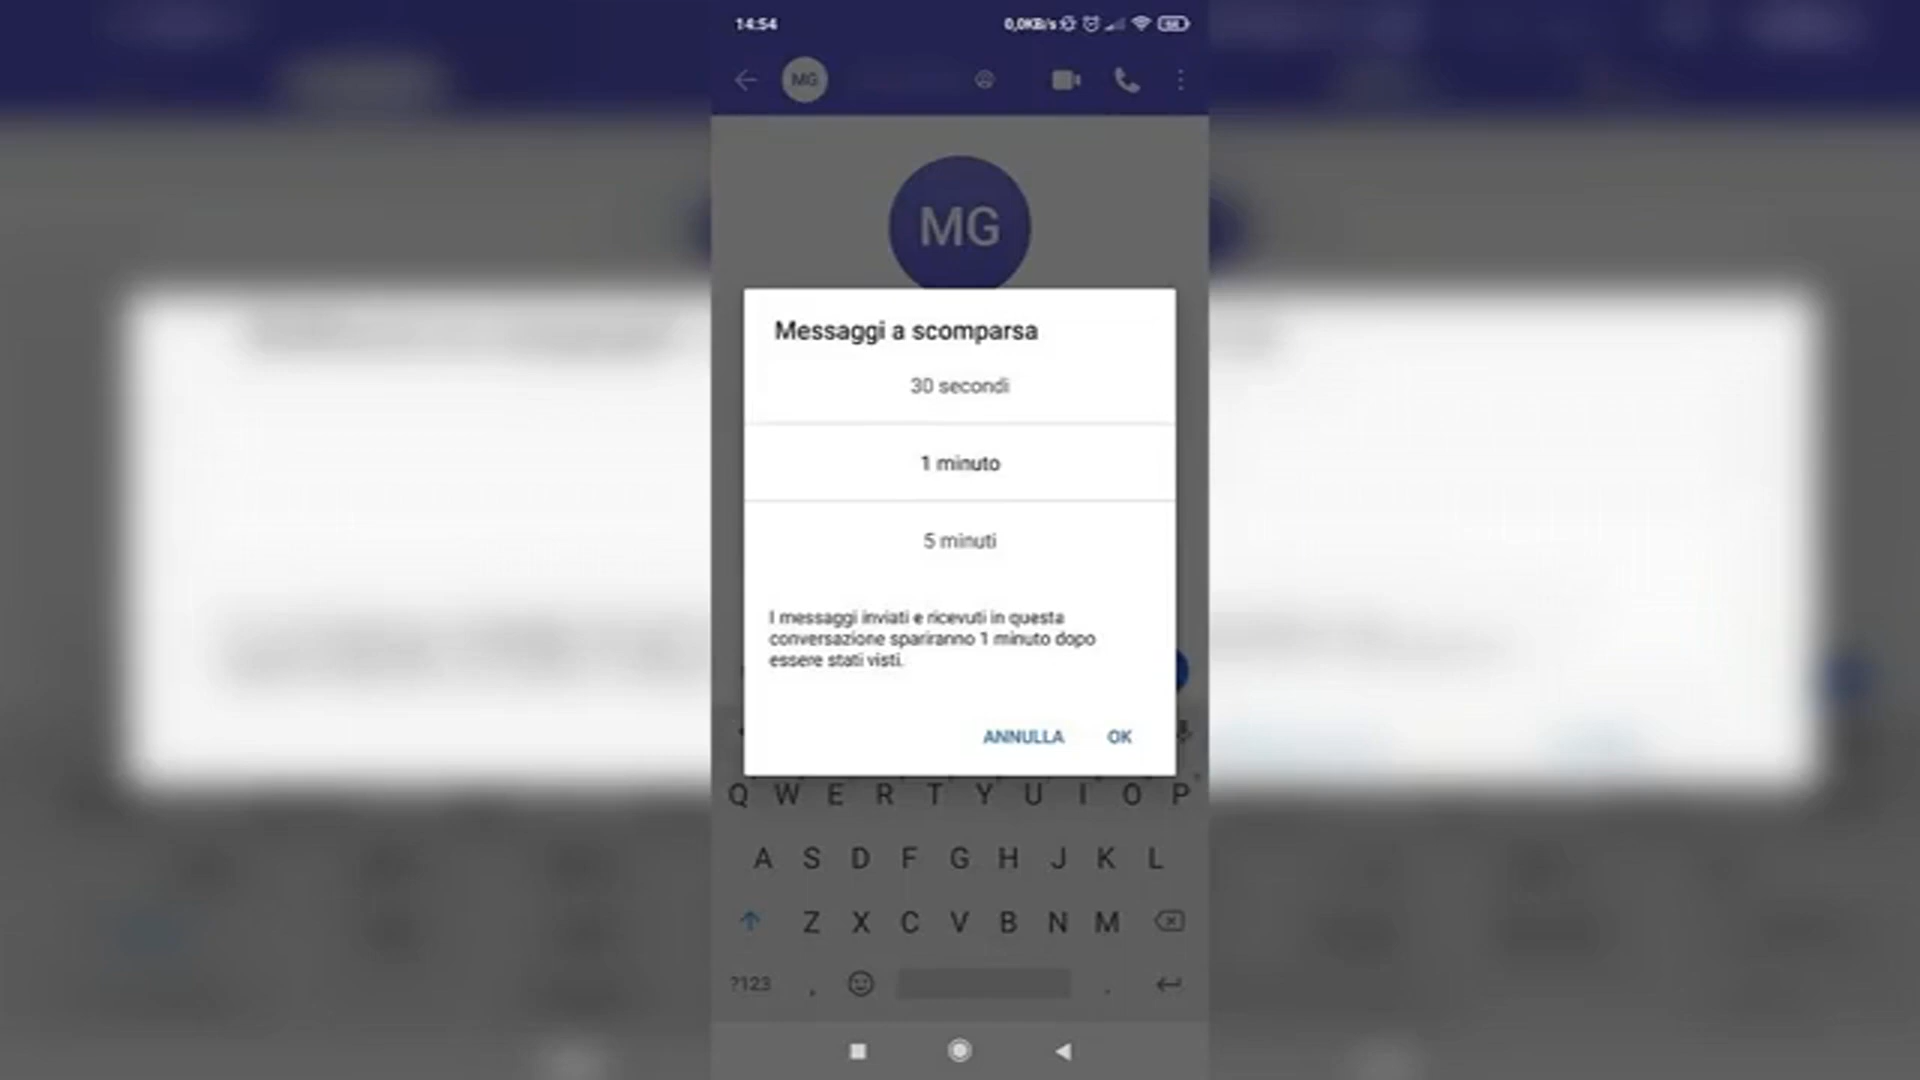 14:54
0,0KB/s
MG
MG
Messaggi a scomparsa
30 secondi
1 minuto
5 minuti
I messaggi inviati e ricevuti in questa
conversazione spariranno 1 minuto dopo
essere stati visti.
ANNULLA OK
Q W E R T Y U I O P
A S D F G H J K L
Z X C V B N M
?123 , .